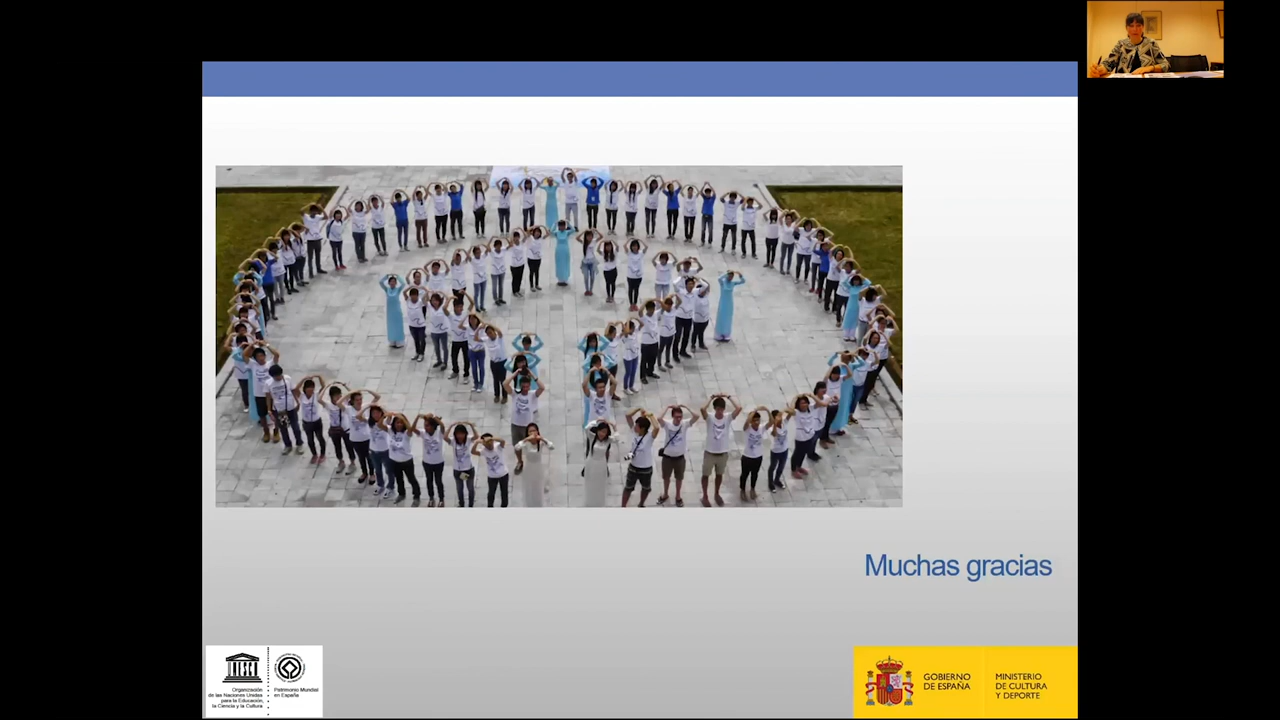 Muchas gracias
Organización
de las Naciones Unidas
para la Educación,
la Ciencia y la Cultura
Patrimonio Mundial
en España
GOBIERNO
DE ESPAÑA
MINISTERIO
DE CULTURA
Y DEPORTE